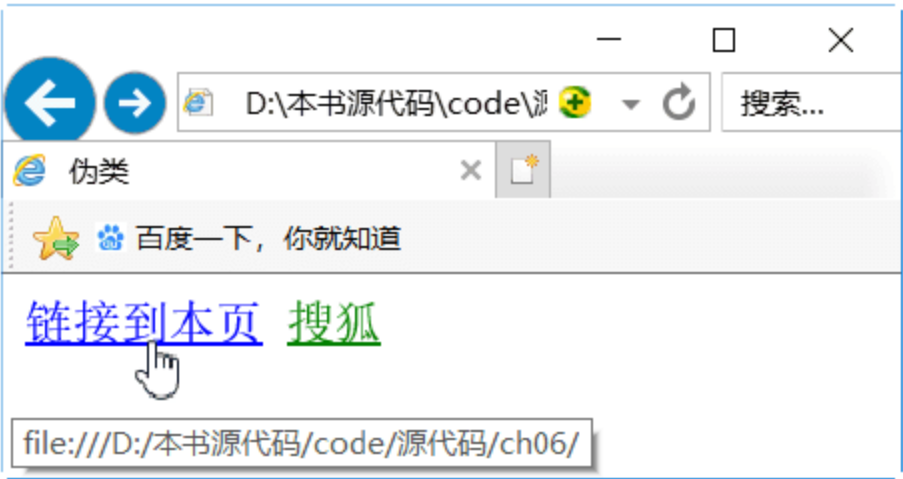 D:\本书源代码\code\源
搜索...
伪类
百度一下，你就知道
链接到本页 搜狐
file:///D:/本书源代码/code/源代码/ch06/